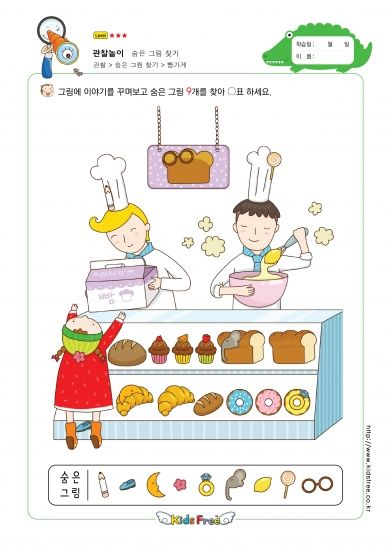 Level ★★★
관찰놀이 숨은 그림 찾기
관찰 > 숨은 그림 찾기 > 빵가게
학습일 : 월 일
이 름 :
그림에 이야기를 꾸며보고 숨은 그림 9개를 찾아 ○표 하세요.
빵
숨은
그림
Kids Free
http://www.kidsfree.co.kr